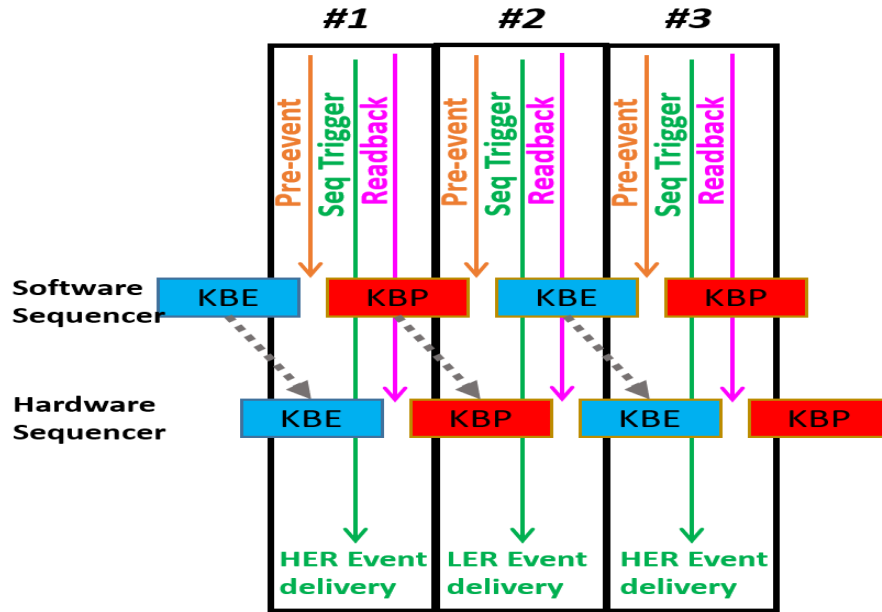 #1 #2 #3
Pre-event
Seq Trigger
Readback
Pre-event
Seq Trigger
Readback
Pre-event
Seq Trigger
Readback
Software
Sequencer
KBE KBP KBE KBP
Hardware
Sequencer
KBE KBP KBE KBP
HER Event
delivery
LER Event
delivery
HER Event
delivery